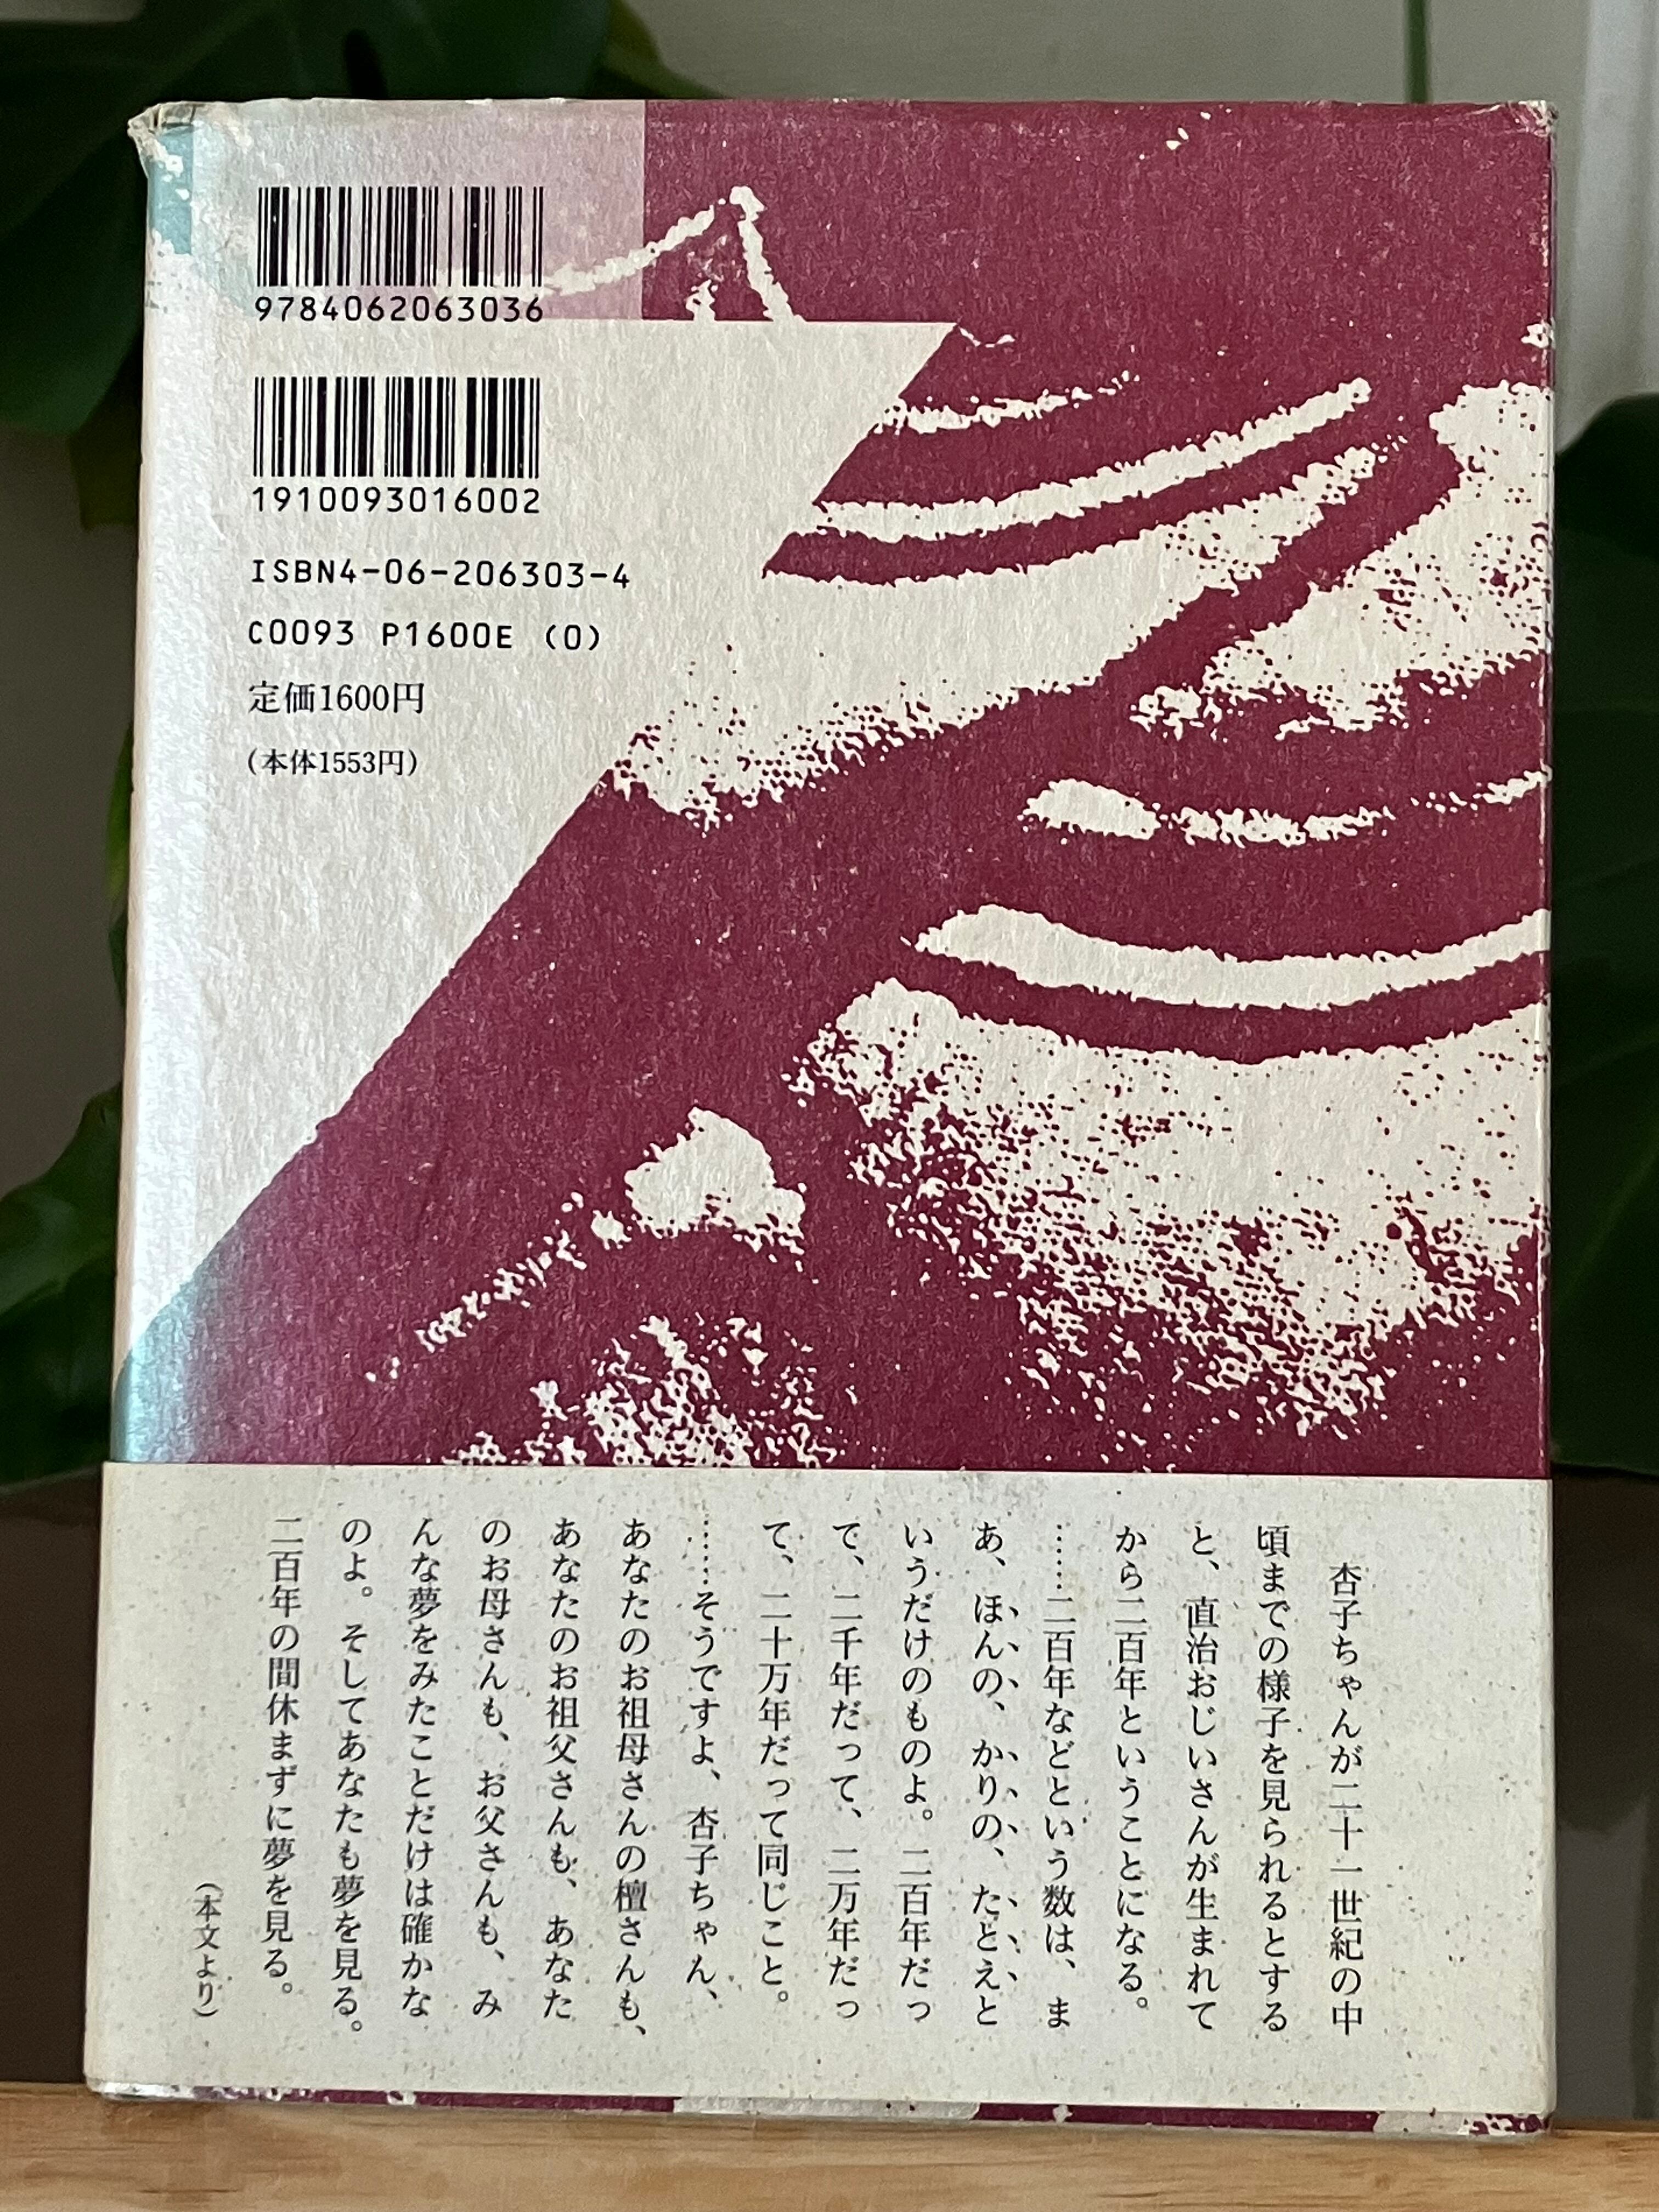 9784062063036
1910093016002
ISBN4-06-206303-4
C0093 P1600E (0)
定価1600円
(本体1553円)
杏子ちゃんが二十一世紀の中
頃までの様子を見られるとする
と、直治おじいさんが生まれて
から二百年ということになる。
……二百年などという数は、ま
あ、ほんの、かりの、たとえと
いうだけのものよ。二百年だっ
で、二千年だって、二万年だっ
て、二十万年だって同じこと。
……そうですよ、杏子ちゃん、
あなたのお祖母さんの檀さんも、
あなたのお祖父さんも、あなた
のお母さんも、お父さんも、み
んな夢をみたことだけは確かな
のよ。そしてあなたも夢を見る。
二百年の間休まずに夢を見る。
(本文より)